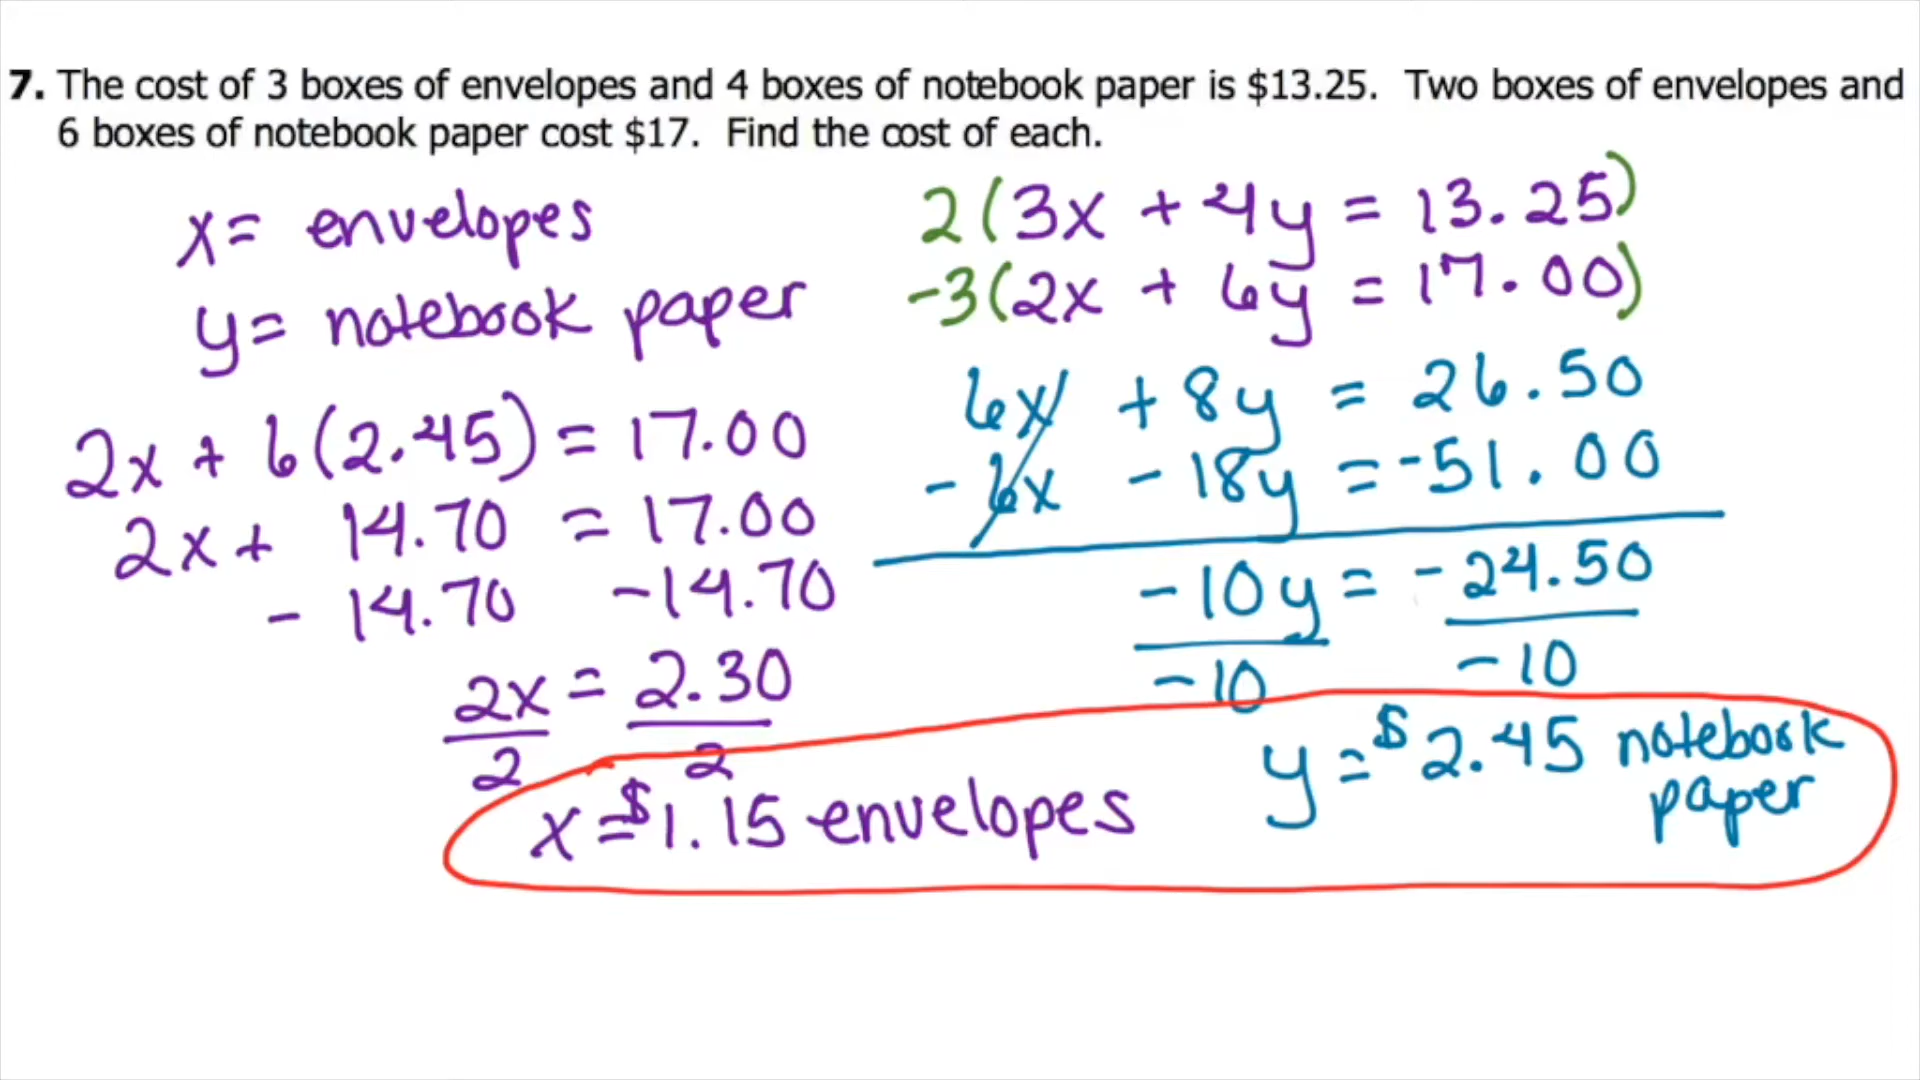 7. The cost of 3 boxes of envelopes and 4 boxes of notebook paper is $13.25. Two boxes of envelopes and
6 boxes of notebook paper cost $17. Find the cost of each.
x= envelopes
y= notebook paper
2x + 6(2.45) = 17.00
2x + 14.70 = 17.00
- 14.70 -14.70
2x = 2.30
2 2
x=$1.15 envelopes
2(3x + 4y = 13.25)
-3(2x + 6y = 17.00)
6x + 8y = 26.50
- 6x - 18y = -51.00
-10y = -24.50
-10 -10
y=$2.45 notebook
paper